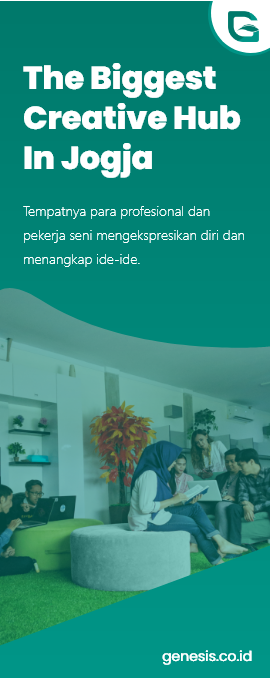 The Biggest
Creative Hub
In Jogja
Tempatnya para profesional dan
pekerja seni mengekspresikan diri dan
menangkap ide-ide.
genesis.co.id